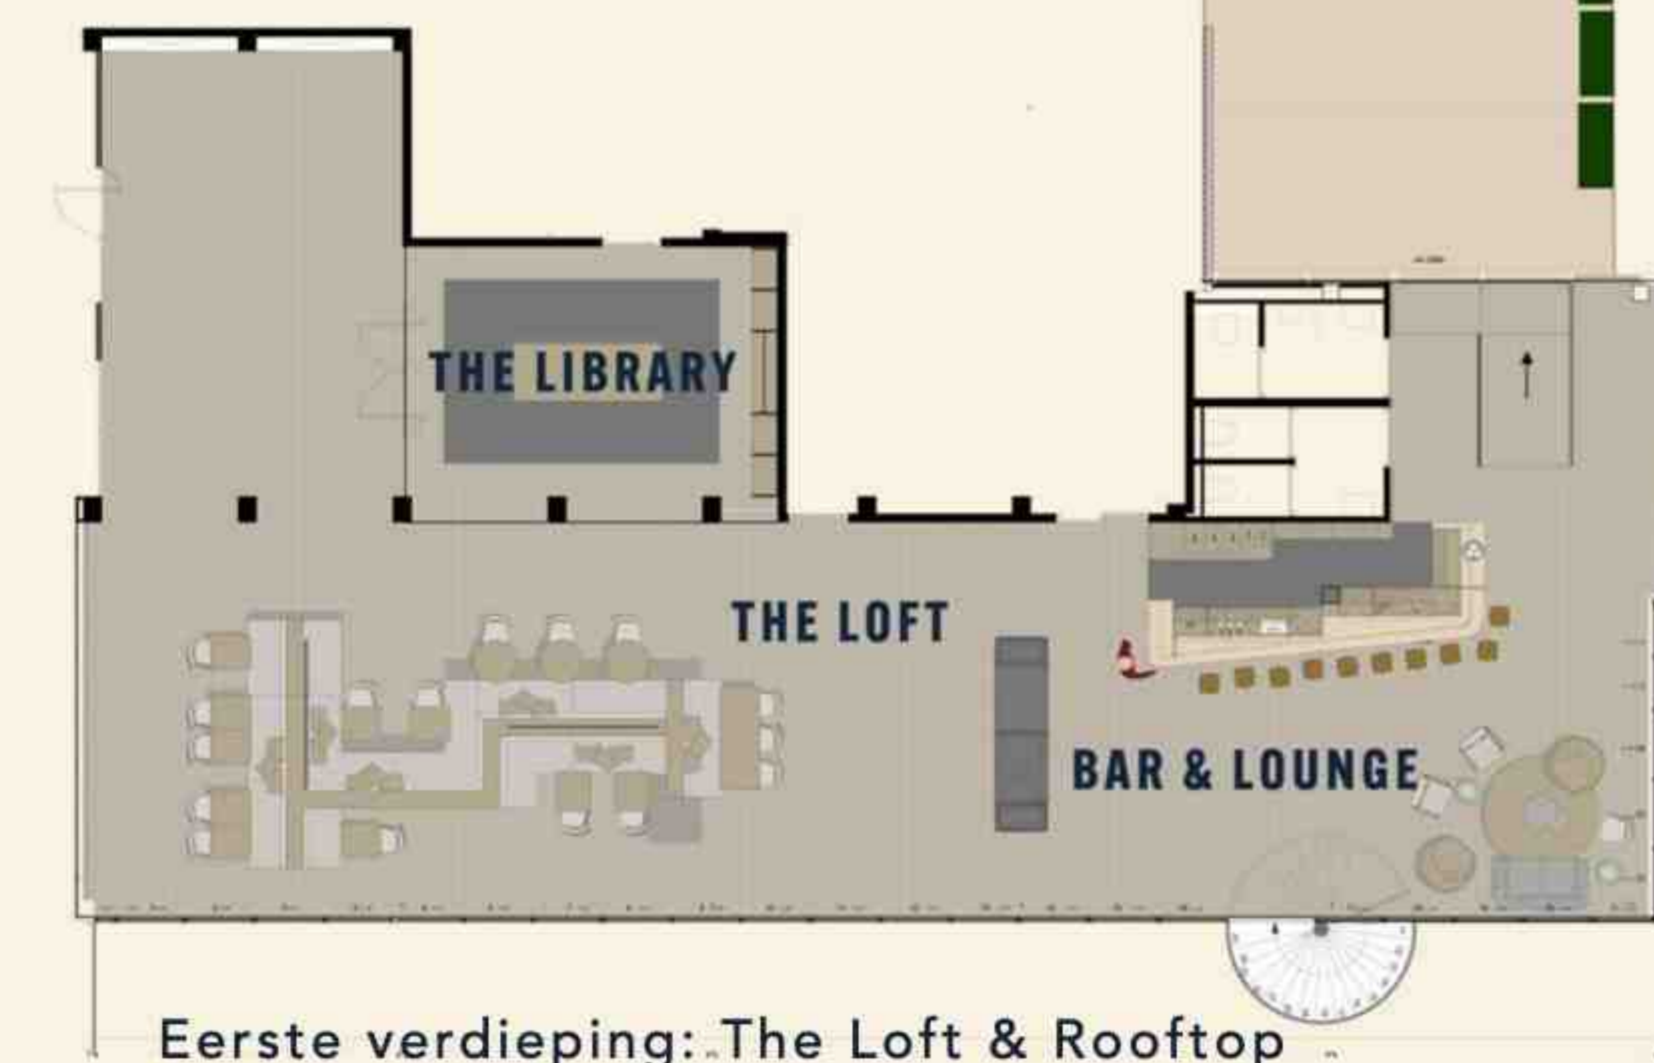 THE LIBRARY
THE LOFT
BAR & LOUNGE
Eerste verdieping: The Loft & Rooftop